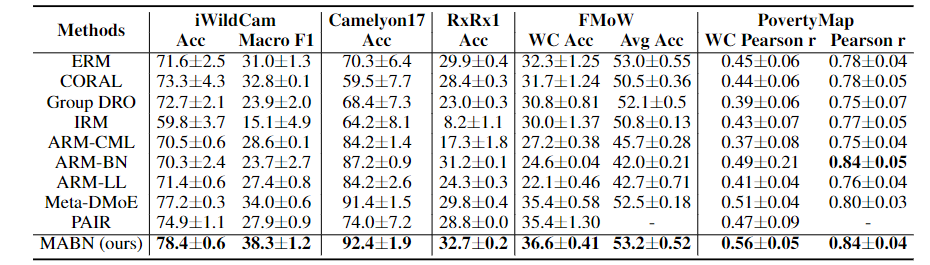 Methods iWildCam Camelyon17 RxRx1 FMoW PovertyMap
Acc Macro F1 Acc Acc WC Acc Avg Acc WC Pearson r Pearson r
ERM 71.6±2.5 31.0±1.3 70.3±6.4 29.9±0.4 32.3±1.25 53.0±0.55 0.45±0.06 0.78±0.04
CORAL 73.3±4.3 32.8±0.1 59.5±7.7 28.4±0.3 31.7±1.24 50.5±0.36 0.44±0.06 0.78±0.05
Group DRO 72.7±2.1 23.9±2.0 68.4±7.3 23.0±0.3 30.8±0.81 52.1±0.5 0.39±0.06 0.75±0.07
IRM 59.8±3.7 15.1±4.9 64.2±8.1 8.2±1.1 30.0±1.37 50.8±0.13 0.43±0.07 0.77±0.05
ARM-CML 70.5±0.6 28.6±0.1 84.2±1.4 17.3±1.8 27.2±0.38 45.7±0.28 0.37±0.08 0.75±0.04
ARM-BN 70.3±2.4 23.7±2.7 87.2±0.9 31.2±0.1 24.6±0.04 42.0±0.21 0.49±0.21 0.84±0.05
ARM-LL 71.4±0.6 27.4±0.8 84.2±2.6 24.3±0.3 22.1±0.46 42.7±0.71 0.41±0.04 0.76±0.04
Meta-DMoE 77.2±0.3 34.0±0.6 91.4±1.5 29.8±0.4 35.4±0.58 52.5±0.18 0.51±0.04 0.80±0.03
PAIR 74.9±1.1 27.9±0.9 74.0±7.2 28.8±0.0 35.4±1.30 - 0.47±0.09 -
MABN (ours) 78.4±0.6 38.3±1.2 92.4±1.9 32.7±0.2 36.6±0.41 53.2±0.52 0.56±0.05 0.84±0.04